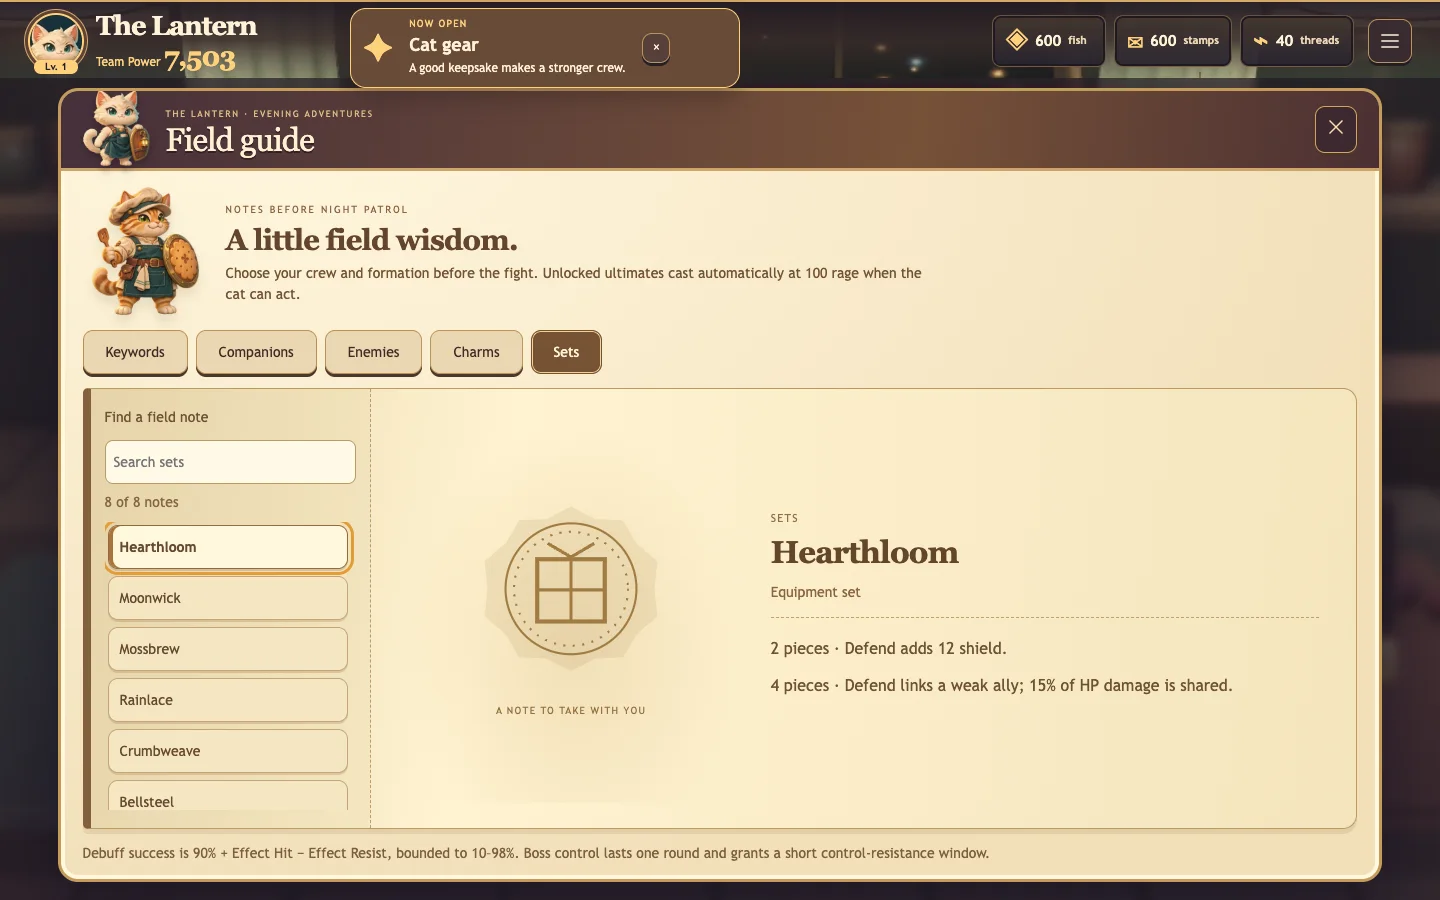 The Lantern
Lv. 1
Team Power 7,503
NOW OPEN
Cat gear
A good keepsake makes a stronger crew.
×
600 fish
600 stamps
40 threads
THE LANTERN · EVENING ADVENTURES
Field guide
NOTES BEFORE NIGHT PATROL
A little field wisdom.
Choose your crew and formation before the fight. Unlocked ultimates cast automatically at 100 rage when the
cat can act.
Keywords
Companions
Enemies
Charms
Sets
Find a field note
Search sets
8 of 8 notes
Hearthloom
Moonwick
Mossbrew
Rainlace
Crumbweave
Bellsteel
A NOTE TO TAKE WITH YOU
SETS
Hearthloom
Equipment set
2 pieces · Defend adds 12 shield.
4 pieces · Defend links a weak ally; 15% of HP damage is shared.
Debuff success is 90% + Effect Hit − Effect Resist, bounded to 10–98%. Boss control lasts one round and grants a short control-resistance window.